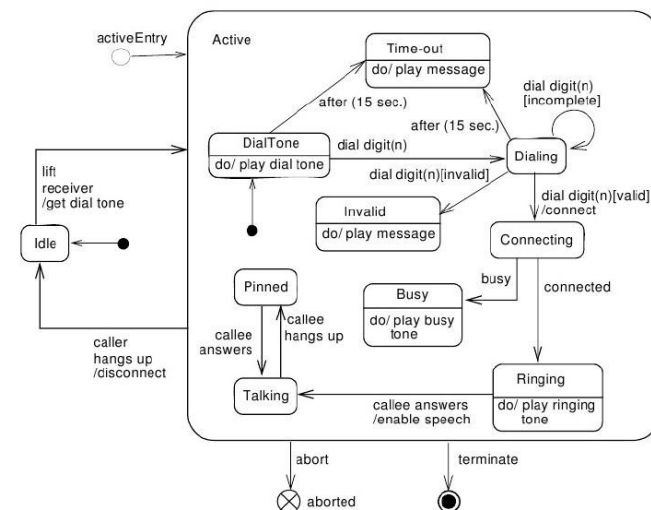 activeEntry
Active
Time-out
do/ play message
dial digit(n)
[incomplete]
after (15 sec.)
after (15 sec.)
DialTone
do/ play dial tone
dial digit(n)
Dialing
lift
receiver
/get dial tone
dial digit(n)[invalid]
dial digit(n)[valid]
/connect
Invalid
do/ play message
Idle
Connecting
Pinned
busy
connected
Busy
do/ play busy
tone
callee
answers
callee
hangs up
caller
hangs up
/disconnect
Talking
callee answers
/enable speech
Ringing
do/ play ringing
tone
abort
terminate
aborted